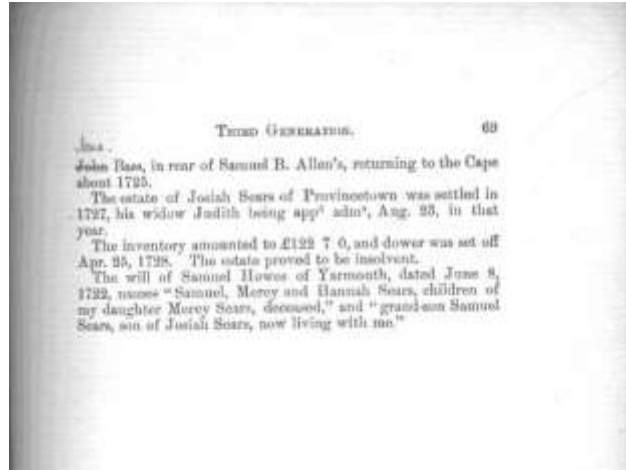 THIRD GENERATION. 69
John Bass, in rear of Samuel B. Allen's, returning to the Cape
about 1725.
The estate of Josiah Sears of Provincetown was settled in
1727, his widow Judith being appᵈ admˣ, Aug. 23, in that
year.
The inventory amounted to £122 7 0, and dower was set off
Apr. 25, 1728. The estate proved to be insolvent.
The will of Samuel Howes of Yarmouth, dated June 8,
1722, names "Samuel, Mercy and Hannah Sears, children of
my daughter Mercy Sears, deceased," and "grand-son Samuel
Sears, son of Josiah Sears, now living with me."